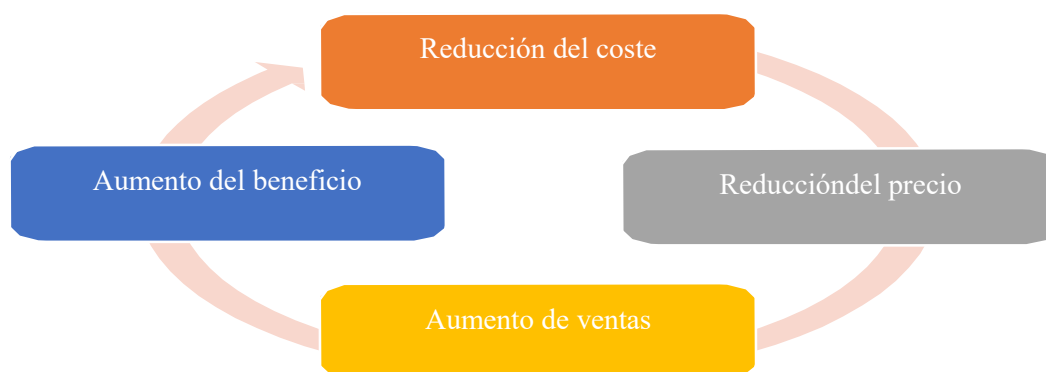 Reducción del coste
Aumento del beneficio
Reduccióndel precio
Aumento de ventas